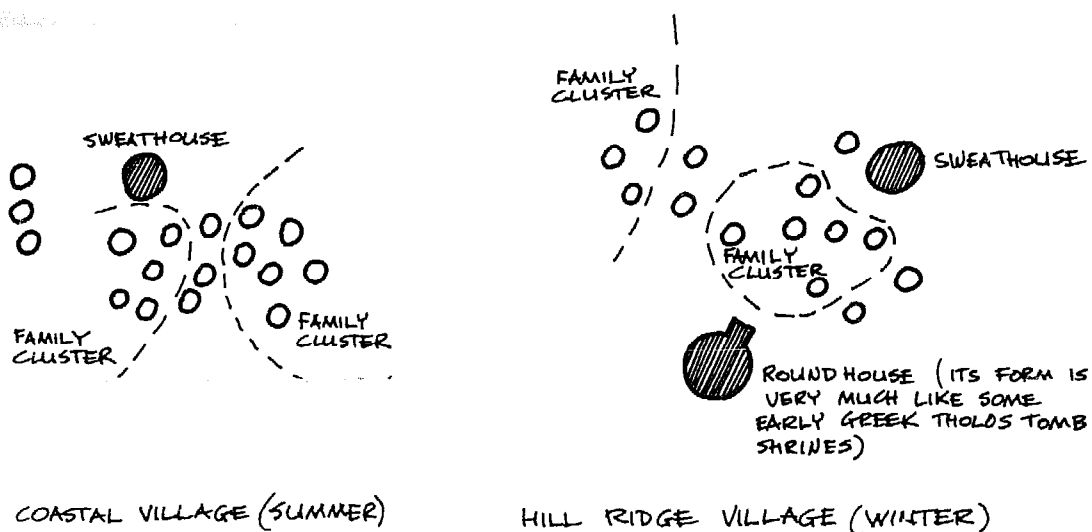 SWEATHOUSE
FAMILY
CLUSTER
FAMILY
CLUSTER
COASTAL VILLAGE (SUMMER)
FAMILY
CLUSTER
SWEATHOUSE
FAMILY
CLUSTER
ROUND HOUSE (ITS FORM IS
VERY MUCH LIKE SOME
EARLY GREEK THOLOS TOMB
SHRINES)
HILL RIDGE VILLAGE (WINTER)